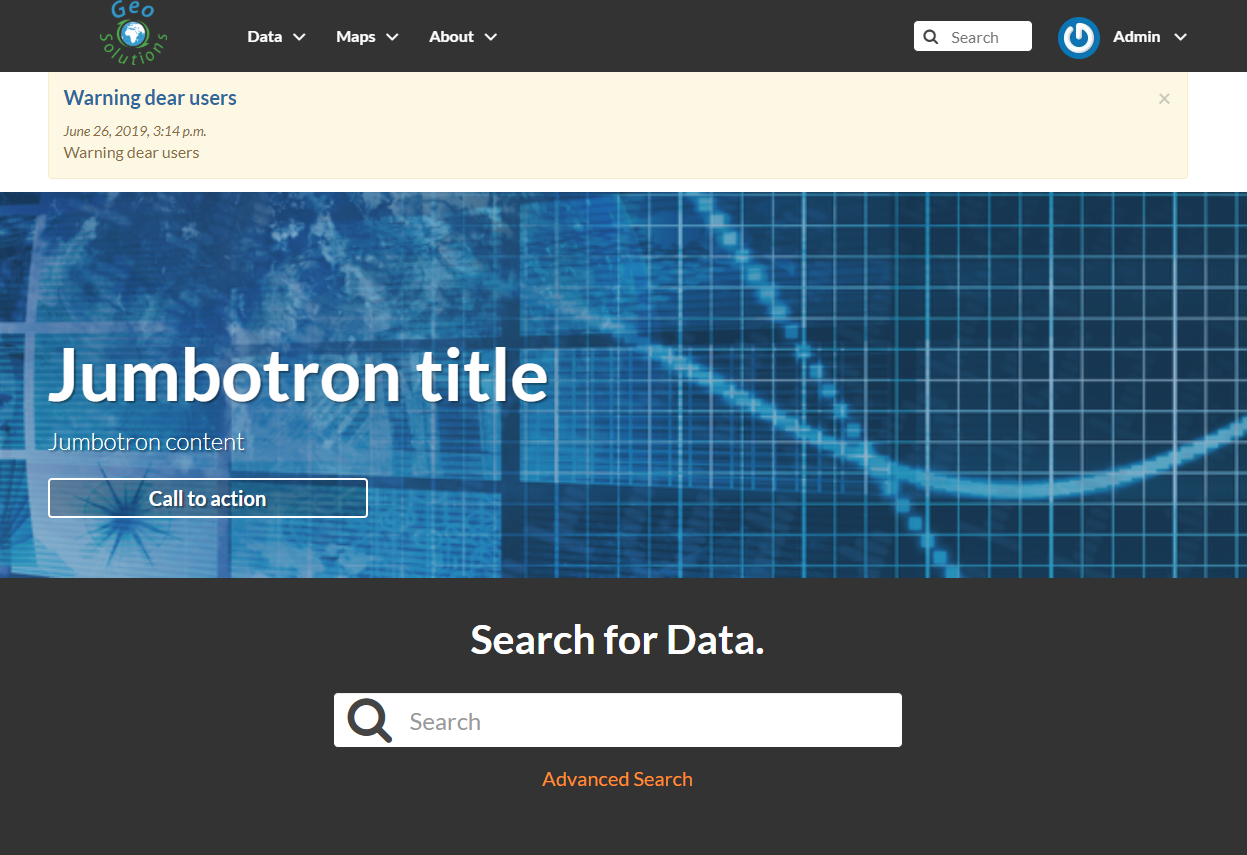 Geo
Solutions
Data
Maps
About
Search
Admin
Warning dear users
×
June 26, 2019, 3:14 p.m.
Warning dear users
Jumbotron title
Jumbotron content
Call to action
Search for Data.
Search
Advanced Search